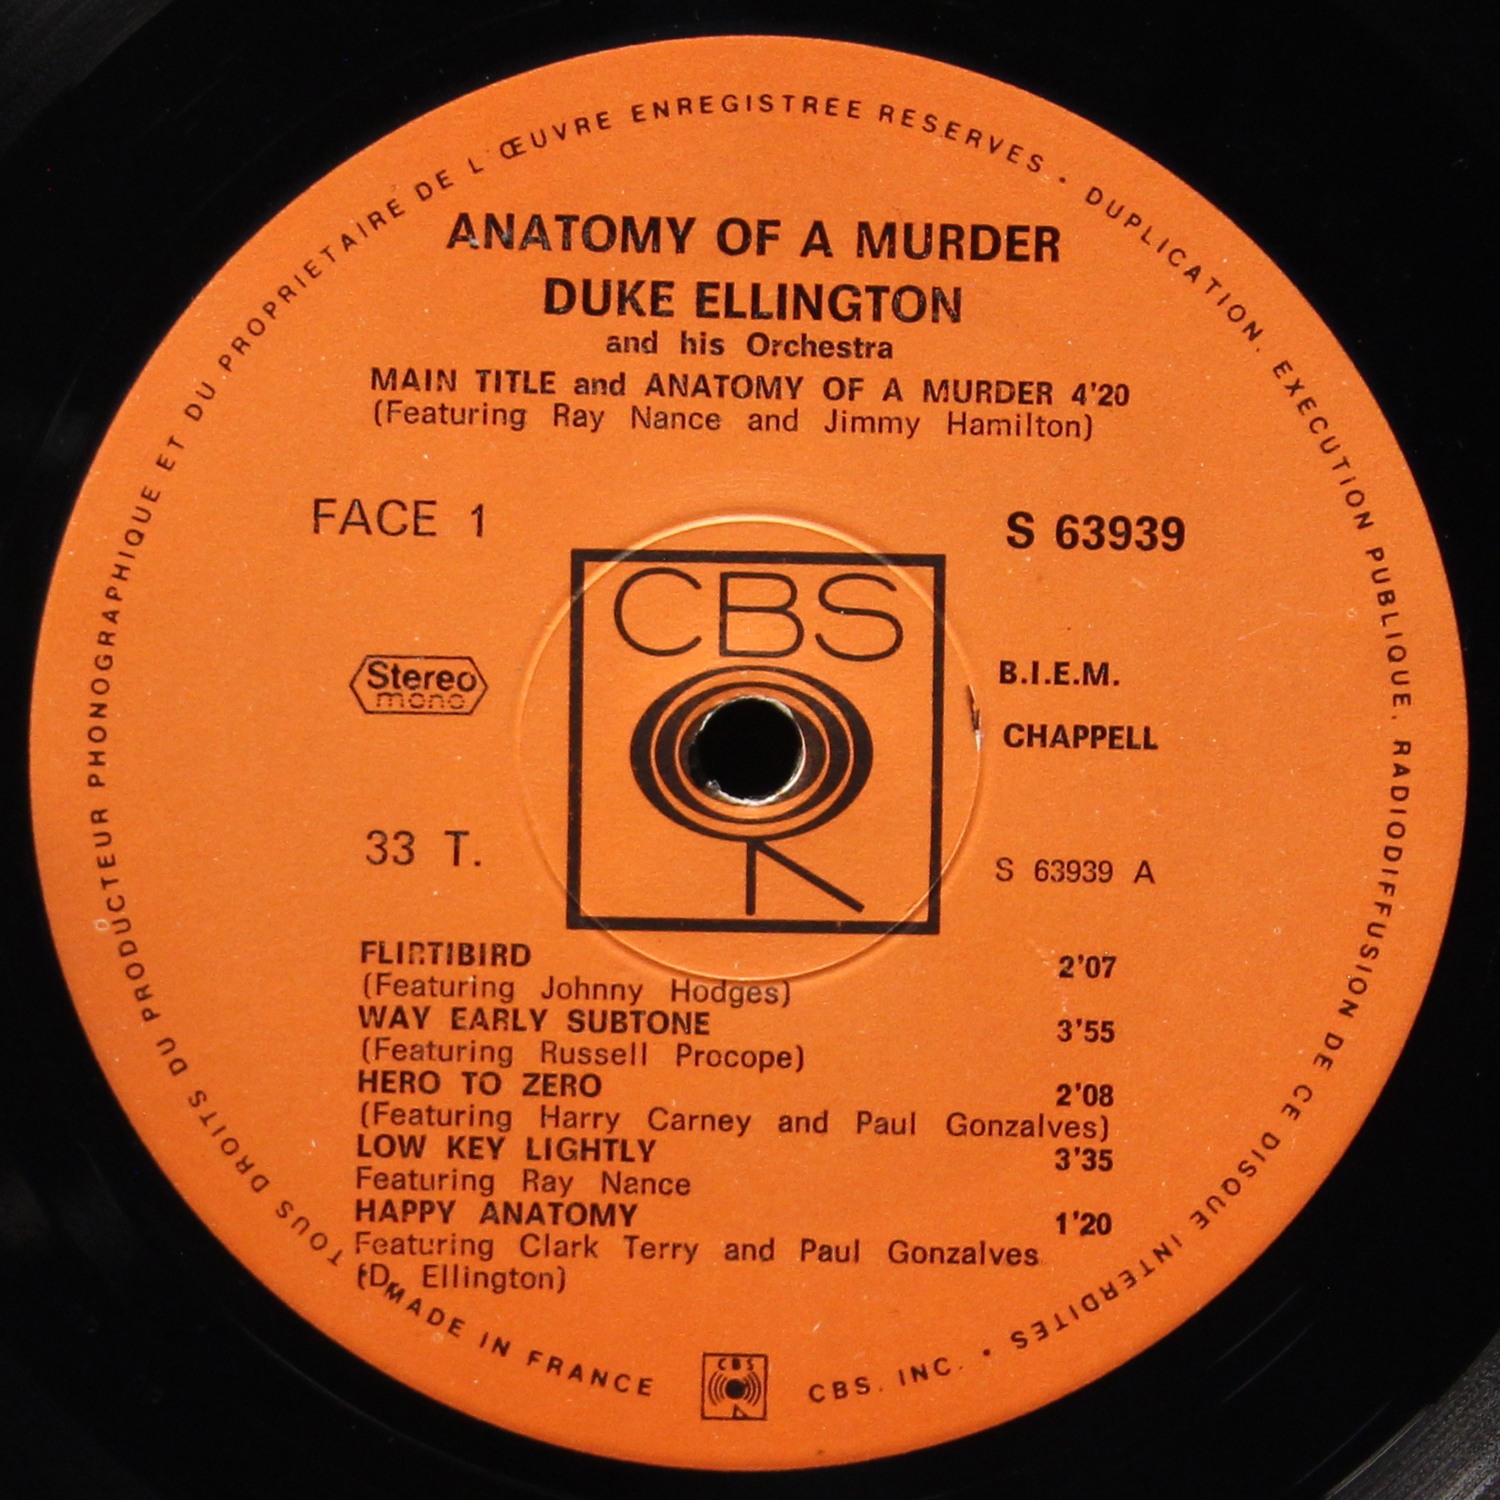 TOUS DROITS DU PRODUCTEUR PHONOGRAPHIQUE ET DU PROPRIETAIRE DE L'ŒUVRE ENREGISTREE RESERVES • DUPLICATION. EXECUTION PUBLIQUE. RADIODIFFUSION DE CE DISQUE INTERDITES •
ANATOMY OF A MURDER
DUKE ELLINGTON
and his Orchestra
MAIN TITLE and ANATOMY OF A MURDER 4'20
(Featuring Ray Nance and Jimmy Hamilton)
FACE 1
S 63939
CBS
Stereo
mono
B.I.E.M.
CHAPPELL
33 T.
S 63939 A
FLIRTIBIRD 2'07
(Featuring Johnny Hodges)
WAY EARLY SUBTONE 3'55
(Featuring Russell Procope)
HERO TO ZERO 2'08
(Featuring Harry Carney and Paul Gonzalves)
LOW KEY LIGHTLY 3'35
Featuring Ray Nance
HAPPY ANATOMY 1'20
Featuring Clark Terry and Paul Gonzalves
(D. Ellington)
MADE IN FRANCE
CBS
CBS. INC.